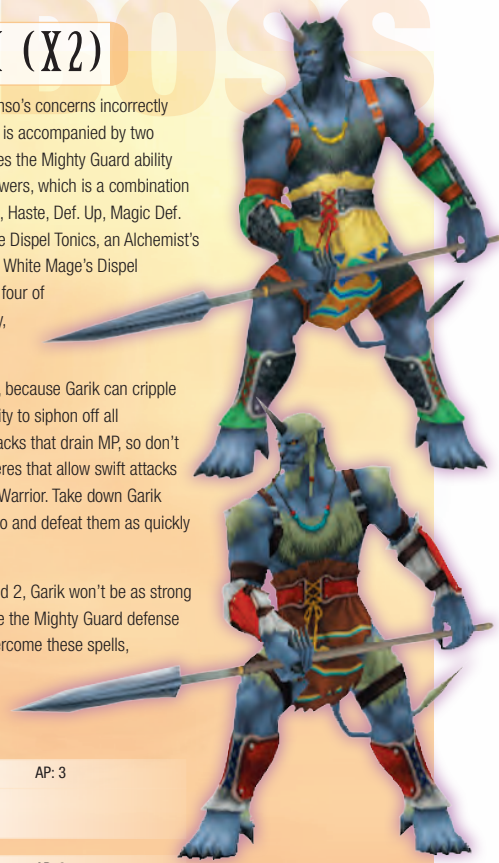 BOSS
(X2)
nso's concerns incorrectly
is accompanied by two
es the Mighty Guard ability
wers, which is a combination
, Haste, Def. Up, Magic Def.
e Dispel Tonics, an Alchemist's
White Mage's Dispel
four of
y,
, because Garik can cripple
ity to siphon off all
acks that drain MP, so don't
eres that allow swift attacks
Warrior. Take down Garik
o and defeat them as quickly
d 2, Garik won't be as strong
e the Mighty Guard defense
ercome these spells,
AP: 3